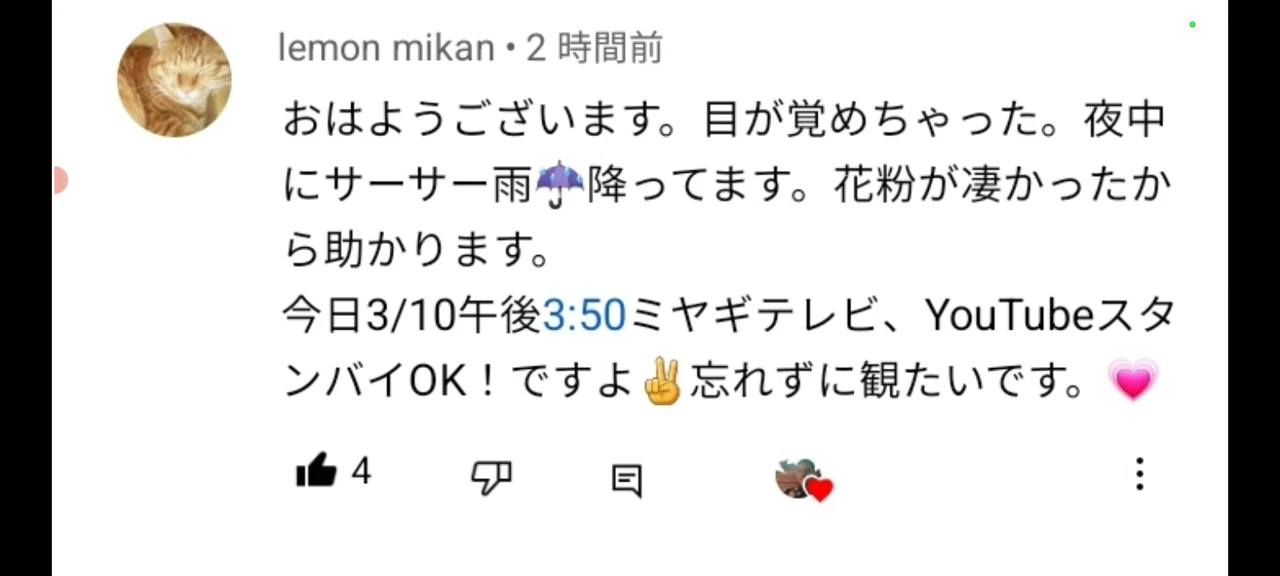 lemon mikan • 2 時間前
おはようございます。目が覚めちゃった。夜中
にサーサー雨☔降ってます。花粉が凄かったか
ら助かります。
今日3/10午後3:50ミヤギテレビ、YouTubeスタ
ンバイOK！ですよ✌忘れずに観たいです。💗
4